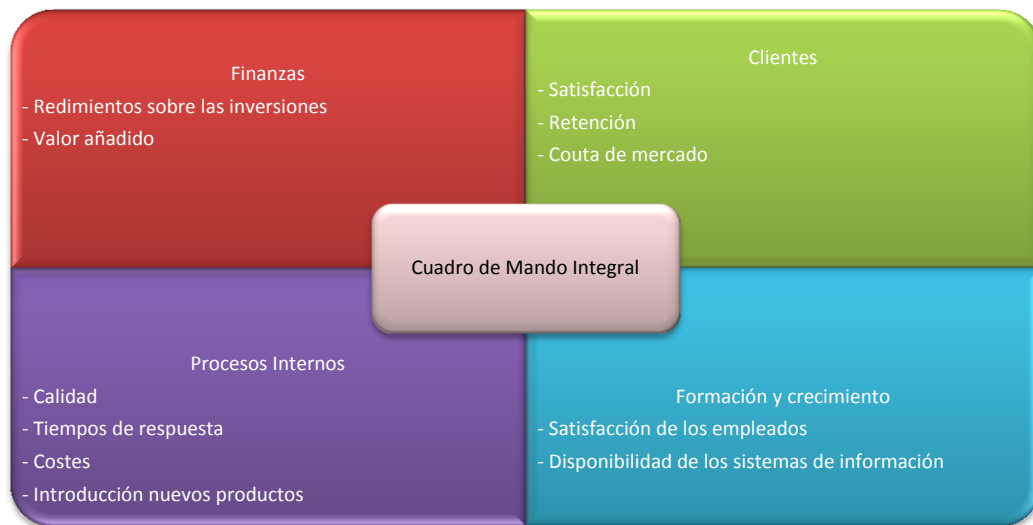 Finanzas
- Redimientos sobre las inversiones
- Valor añadido
Clientes
- Satisfacción
- Retención
- Couta de mercado
Cuadro de Mando Integral
Procesos Internos
- Calidad
- Tiempos de respuesta
- Costes
- Introducción nuevos productos
Formación y crecimiento
- Satisfacción de los empleados
- Disponibilidad de los sistemas de información